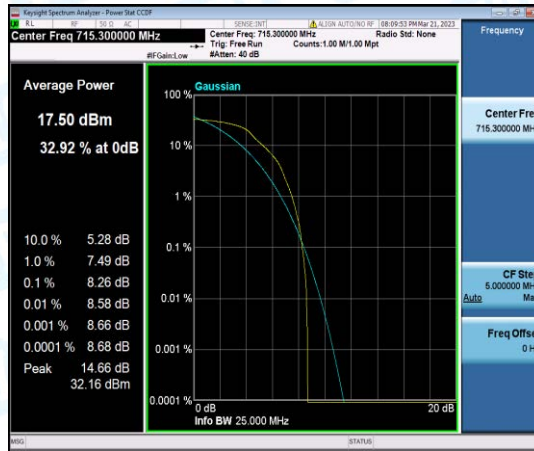 Keysight Spectrum Analyzer - Power Stat CCDF
RL RF 50 Ω AC SENSE:INT ALIGN AUTO/NO RF 08:09:53 PM Mar 21, 2023
Center Freq 715.300000 MHz
Center Freq: 715.300000 MHz Radio Std: None
Trig: Free Run Counts:1.00 M/1.00 Mpt
#IFGain:Low #Atten: 40 dB
Frequency
Average Power
17.50 dBm
32.92 % at 0dB
10.0 % 5.28 dB
1.0 % 7.49 dB
0.1 % 8.26 dB
0.01 % 8.58 dB
0.001 % 8.66 dB
0.0001 % 8.68 dB
Peak 14.66 dB
32.16 dBm
Gaussian
100 %
10 %
1 %
0.1 %
0.01 %
0.001 %
0.0001 %
0 dB 20 dB
Info BW 25.000 MHz
Center Fre
715.300000 MH
CF Ste
5.000000 MH
Auto Ma
Freq Offse
0 H
MSG STATUS